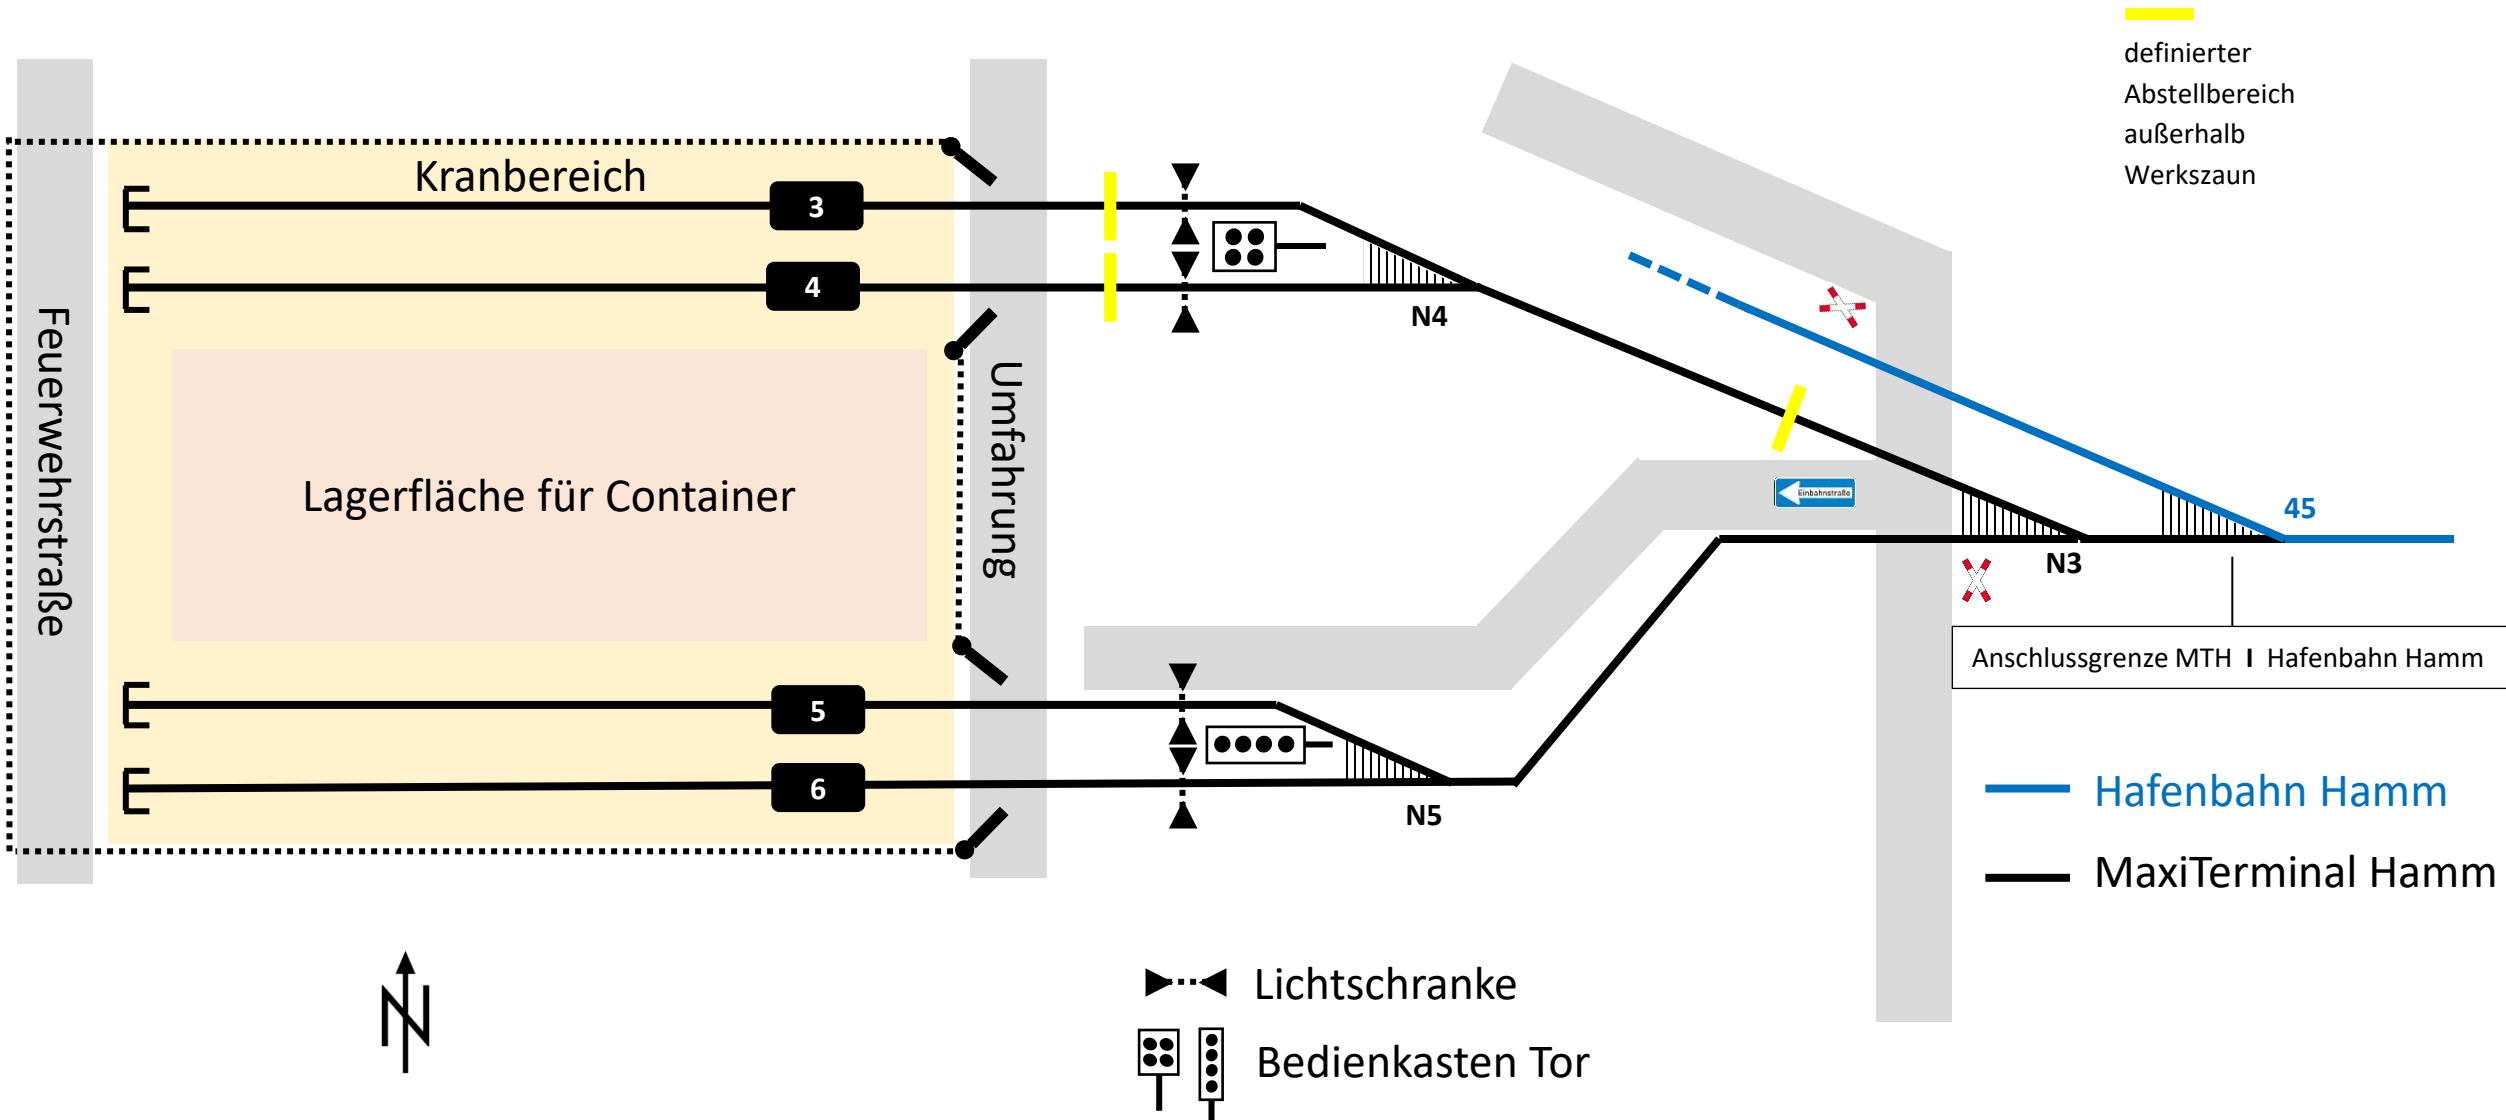 definierter
Abstellbereich
außerhalb
Werkszaun
Kranbereich
3
4
N4
Feuerwehrstraße
Umfahrung
Lagerfläche für Container
Einbahnstraße
45
N3
Anschlussgrenze MTH I Hafenbahn Hamm
5
6
N5
Hafenbahn Hamm
MaxiTerminal Hamm
N
Lichtschranke
Bedienkasten Tor